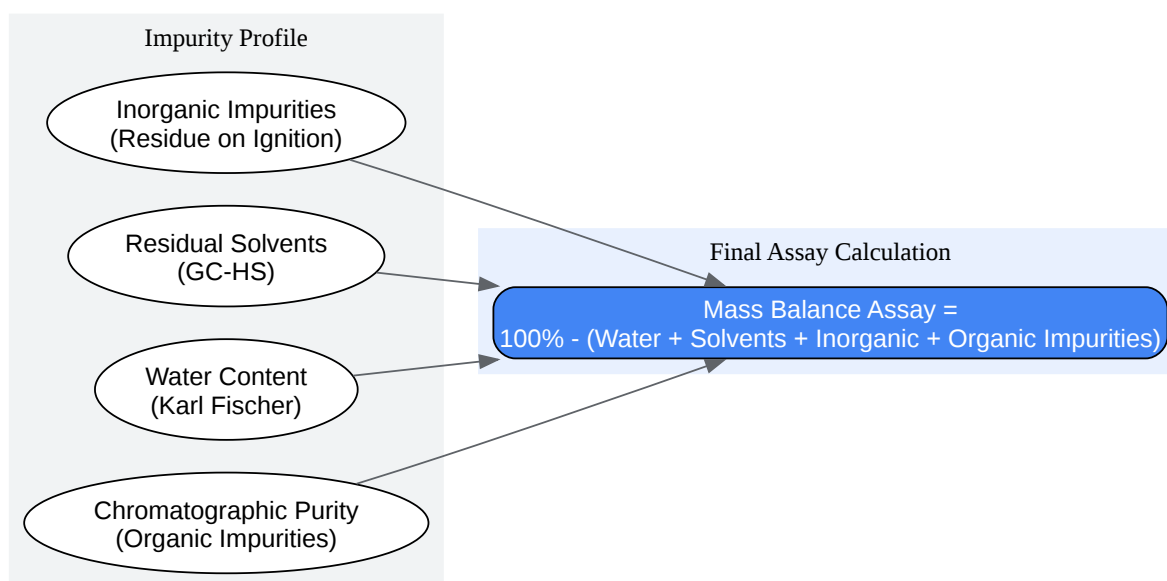 Impurity Profile
Inorganic Impurities
(Residue on Ignition)
Residual Solvents
(GC-HS)
Water Content
(Karl Fischer)
Chromatographic Purity
(Organic Impurities)
Final Assay Calculation
Mass Balance Assay =
100% - (Water + Solvents + Inorganic + Organic Impurities)